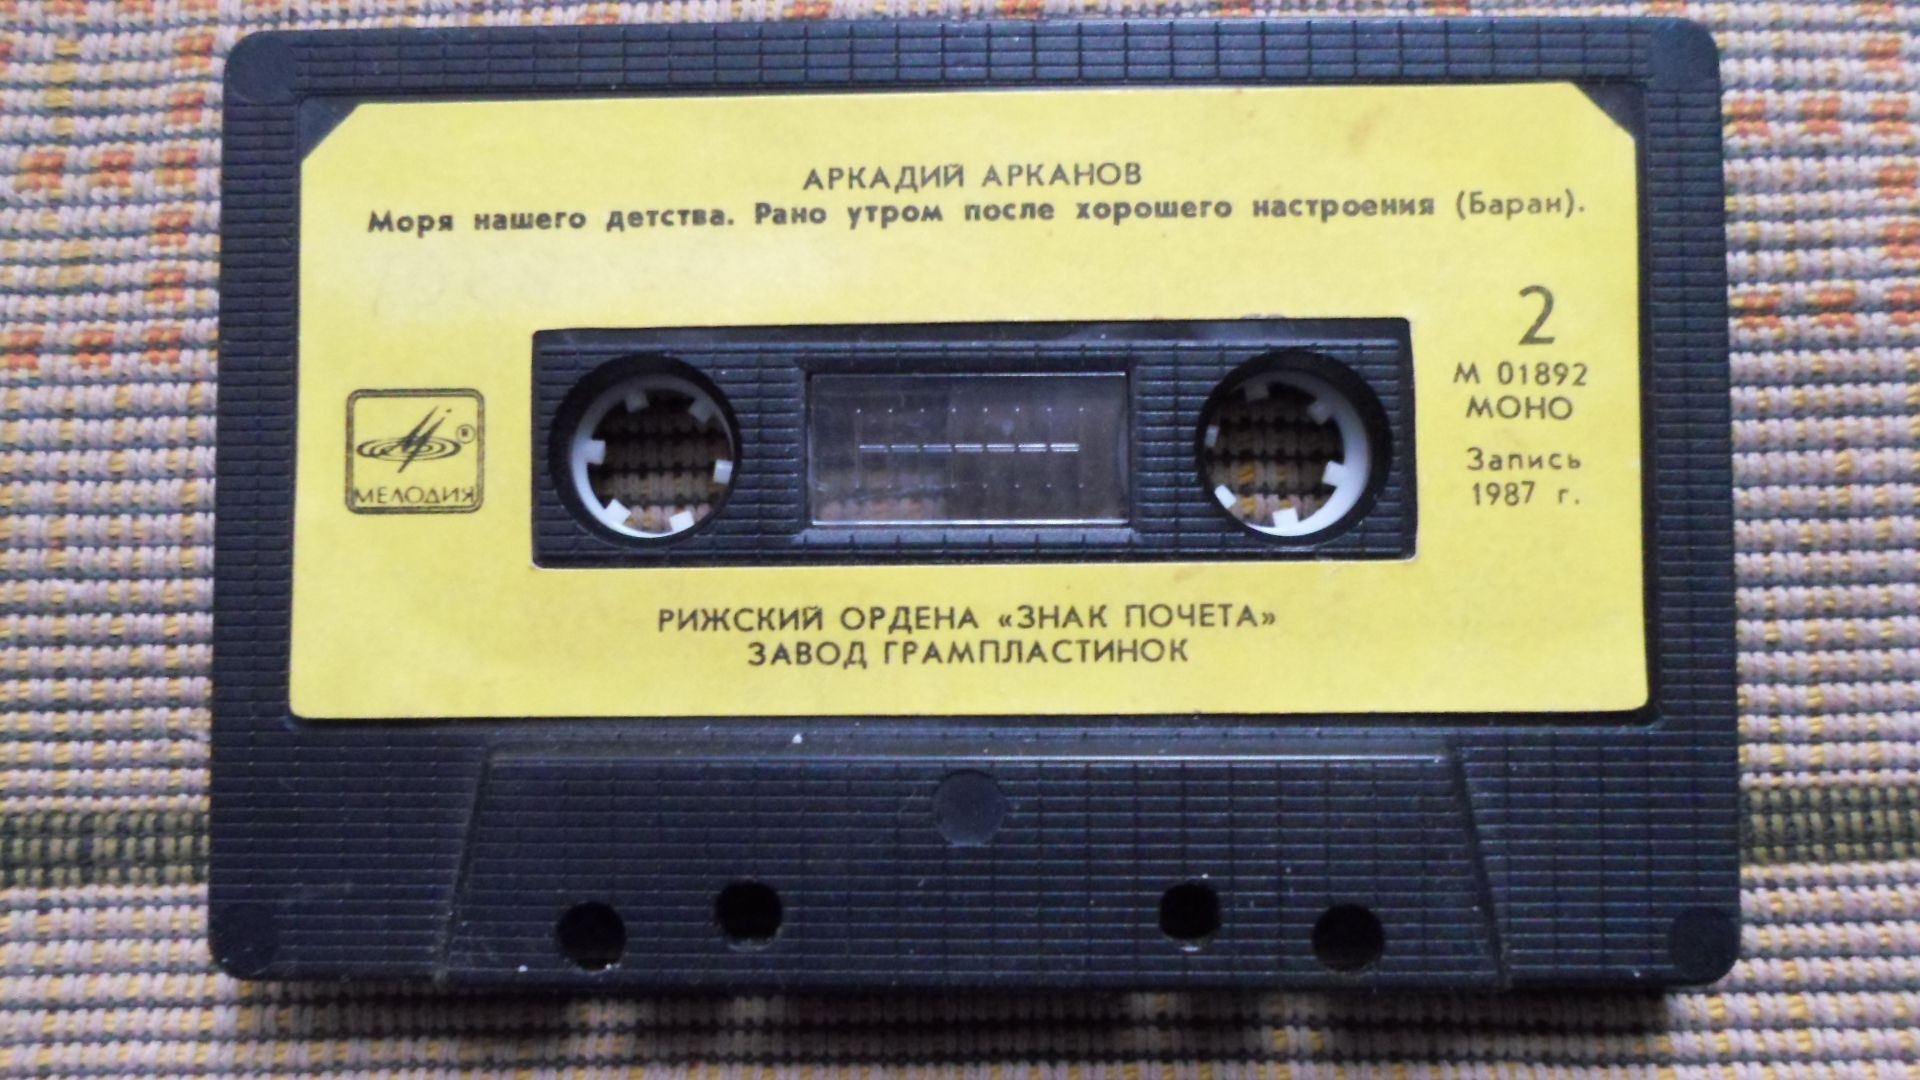 АРКАДИЙ АРКАНОВ
Моря нашего детства. Рано утром после хорошего настроения (Баран).
2
М 01892
МОНО
Запись
1987 г.
МЕЛОДИЯ
®
РИЖСКИЙ ОРДЕНА «ЗНАК ПОЧЕТА»
ЗАВОД ГРАМПЛАСТИНОК